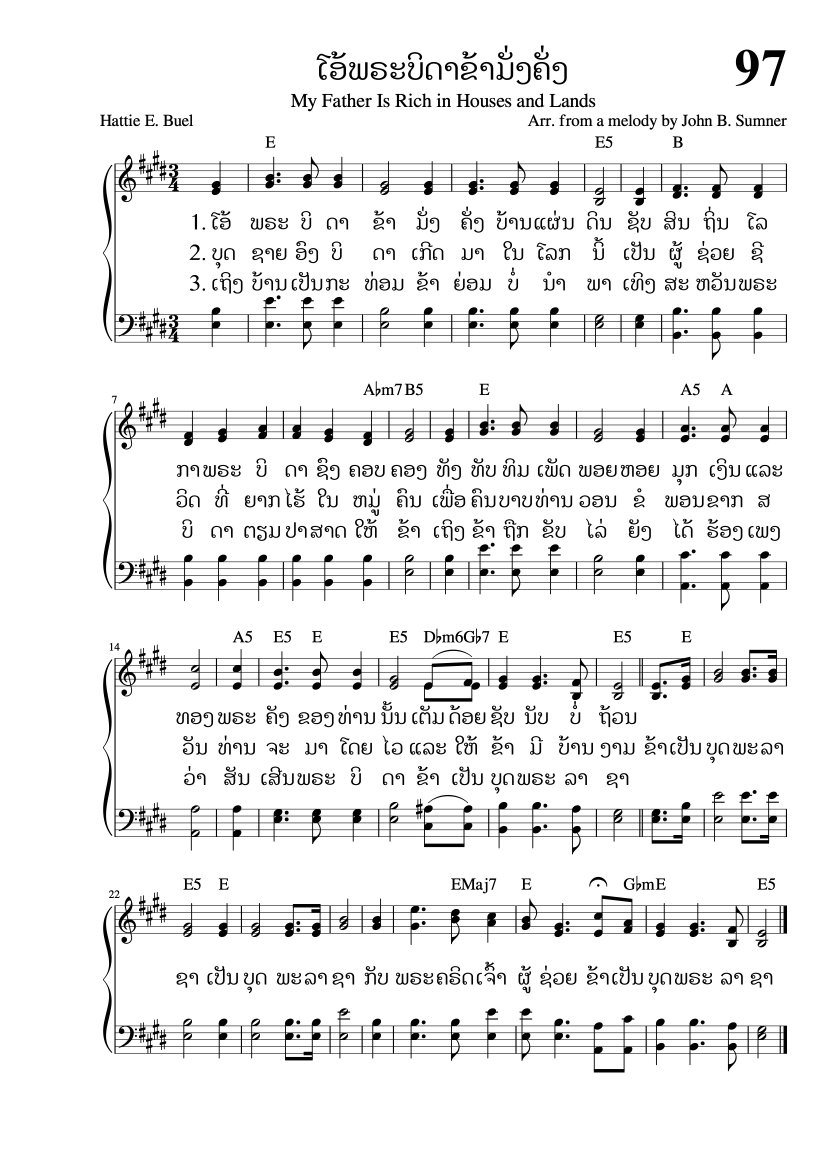 ໂອ້ພຣະບິດາຂ້າມັ່ງຄັ່ງ
97
My Father Is Rich in Houses and Lands
Hattie E. Buel
Arr. from a melody by John B. Sumner
E E5 B
1. ໂອ້ ພຣະ ບິ ດາ ຂ້າ ມັ່ງ ຄັ່ງ ບ້ານແຜ່ນ ດິນ ຊັບ ສິນ ຖິ່ນ ໂລ
2. ບຸດ ຊາຍ ອົງ ບິ ດາ ເກີດ ມາ ໃນ ໂລກ ນິ້ ເປັນ ຜູ້ ຊ່ວຍ ຊີ
3. ເຖິງ ບ້ານ ເປັນກະ ທ່ອມ ຂ້າ ຍ່ອມ ບໍ່ ນຳ ພາ ເທິງ ສະ ຫວັນພຣະ
7 A♭m7 B5 E A5 A
ກາ ພຣະ ບິ ດາ ຊົງ ຄອບ ຄອງ ທັງ ທັບ ທິມ ເພັດ ພອຍຫອຍ ມຸກ ເງິນ ແລະ
ວິດ ທີ່ ຍາກ ໄຮ້ ໃນ ຫມູ່ ຄົນ ເພື່ອ ຄົນບາບທ່ານ ວອນ ຂໍ ພອນຂາກ ສ
ບິ ດາ ຕຽມ ປາສາດ ໃຫ້ ຂ້າ ເຖິງ ຂ້າ ຖືກ ຂັບ ໄລ່ ຍັງ ໄດ້ ຮ້ອງ ເພງ
14 A5 E5 E E5 D♭m6 G♭7 E E5 E
ທອງ ພຣະ ຄັງ ຂອງ ທ່ານ ນັ້ນ ເຕັມ ດ້ອຍ ຊັບ ນັບ ບໍ່ ຖ້ວນ
ວັນ ທ່ານ ຈະ ມາ ໂດຍ ໄວ ແລະ ໃຫ້ ຂ້າ ມີ ບ້ານ ງາມ ຂ້າເປັນ ບຸດ ພະລາ
ວ່າ ສັນ ເສີນພຣະ ບິ ດາ ຂ້າ ເປັນ ບຸດພຣະ ລາ ຊາ
22 E5 E EMaj7 E G♭m E E5
ຊາ ເປັນ ບຸດ ພະລາ ຊາ ກັບ ພຣະຄຣິດເຈົ້າ ຜູ້ ຊ່ວຍ ຂ້າເປັນ ບຸດພຣະ ລາ ຊາ